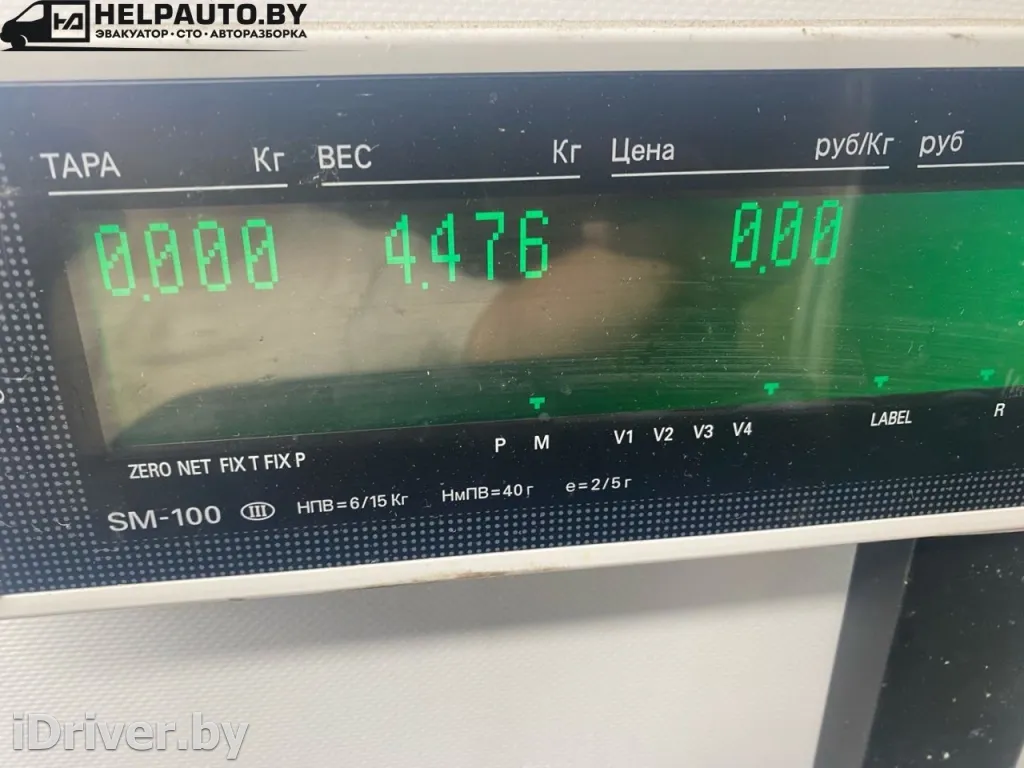 HELPAUTO.BY
ЭВАКУАТОР • СТО • АВТОРАЗБОРКА
ТАРА Кг ВЕС Кг Цена руб/Кг руб
0.000 4.476 0.00
P M V1 V2 V3 V4 LABEL R
ZERO NET FIX T FIX P
SM-100 III НПВ=6/15 Кг НмПВ=40 г e=2/5 г
iDriver.by